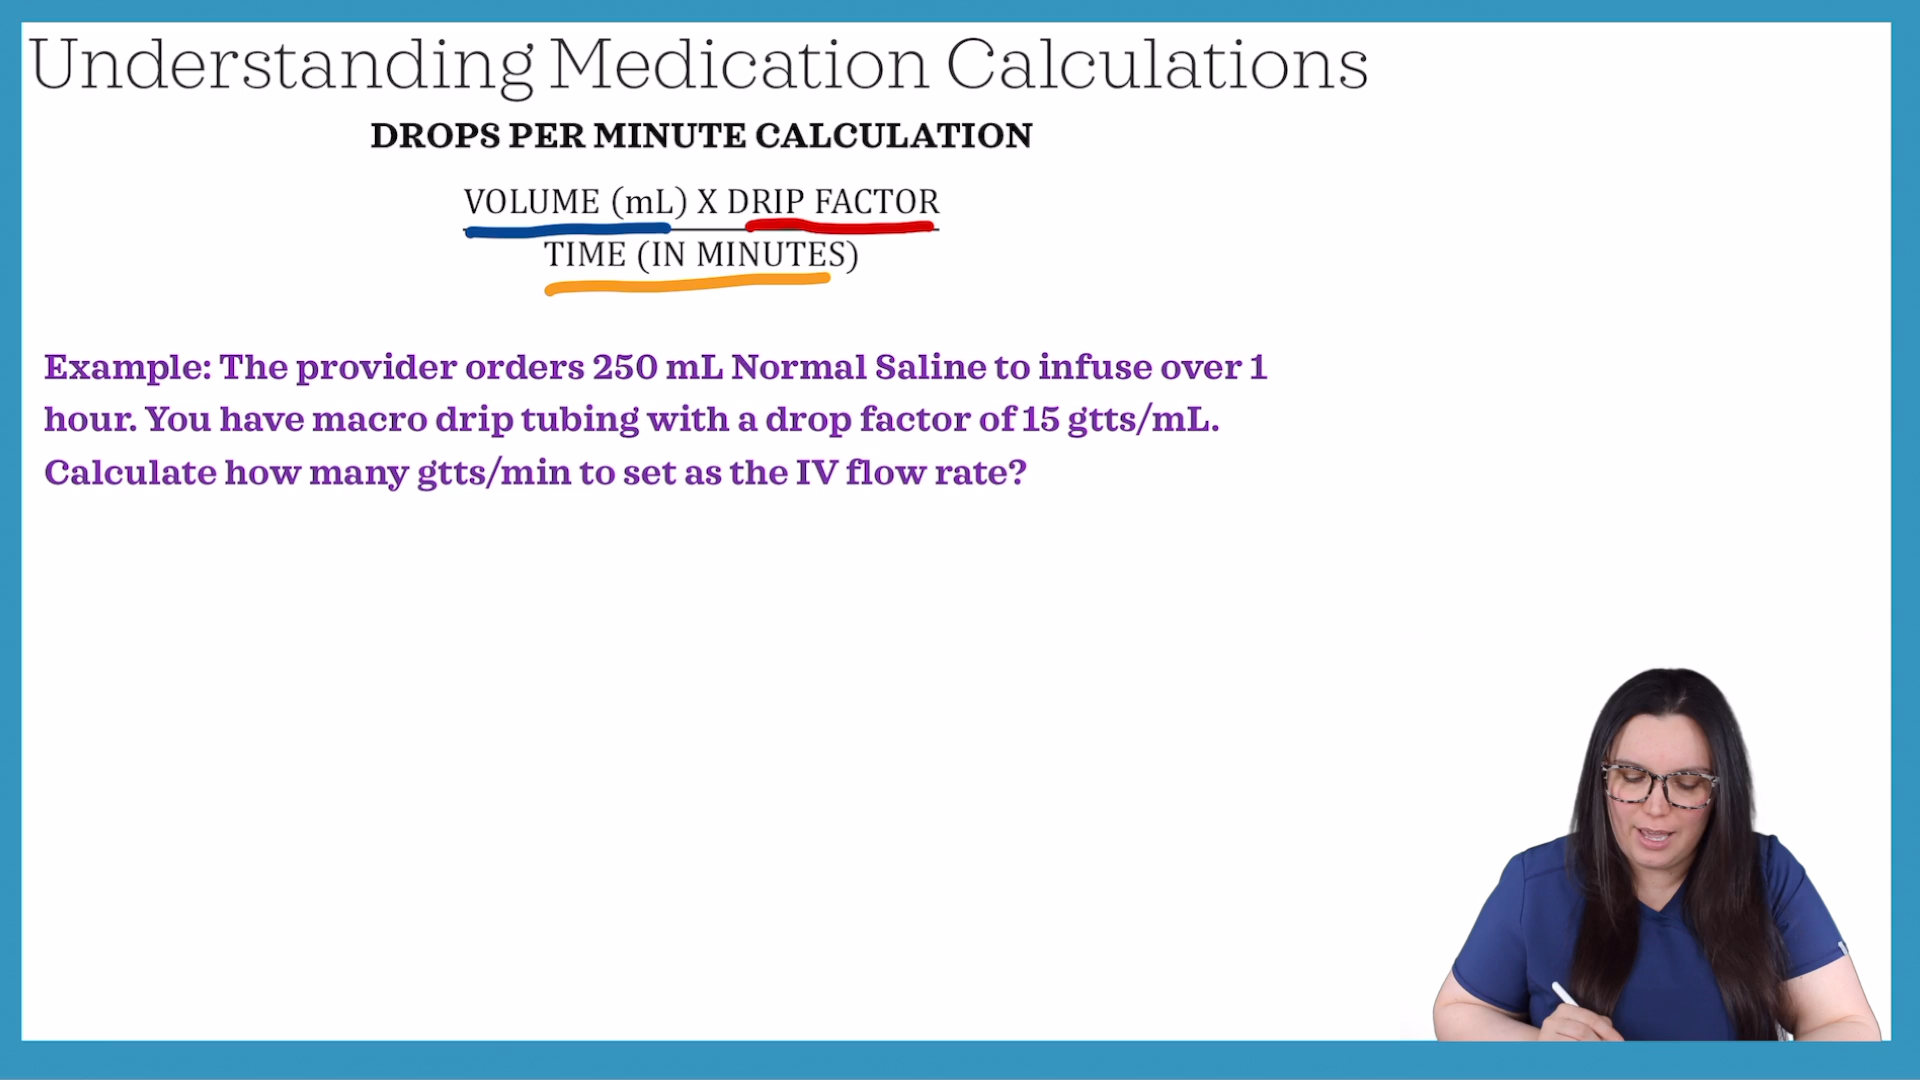 Understanding Medication Calculations
DROPS PER MINUTE CALCULATION
VOLUME (mL) X DRIP FACTOR
TIME (IN MINUTES)
Example: The provider orders 250 mL Normal Saline to infuse over 1
hour. You have macro drip tubing with a drop factor of 15 gtts/mL.
Calculate how many gtts/min to set as the IV flow rate?